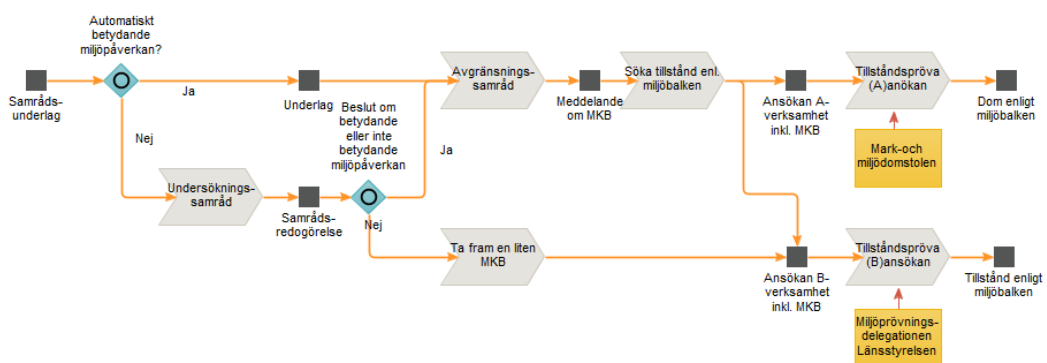 Automatiskt
betydande
miljöpåverkan?
Samråds-
underlag
Ja
Nej
Underlag
Avgränsnings-
samråd
Meddelande
om MKB
Söka tillstånd enl.
miljöbalken
Ansökan A-
verksamhet
inkl. MKB
Tillståndspröva
(A)anökan
Dom enligt
miljöbalken
Mark-och
miljödomstolen
Undersöknings-
samråd
Samråds-
redogörelse
Beslut om
betydande
eller inte
betydande
miljöpåverkan
Ja
Nej
Ta fram en liten
MKB
Ansökan B-
verksamhet
inkl. MKB
Tillståndspröva
(B)ansökan
Tillstånd enligt
miljöbalken
Miljöprövnings-
delegationen
Länsstyrelsen